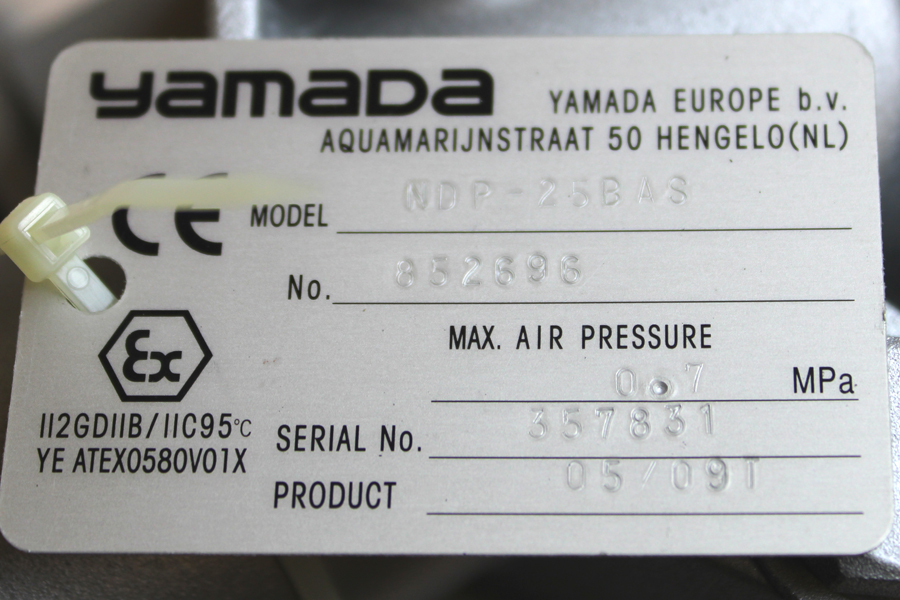 YAMADA
YAMADA EUROPE b.v.
AQUAMARIJNSTRAAT 50 HENGELO(NL)
CE
MODEL NDP-25BAS
No. 852696
MAX. AIR PRESSURE
0.7 MPa
Ex
II2GDIIB/IIC95°C
YE ATEX0580V01X
SERIAL No. 357831
PRODUCT 05/09T